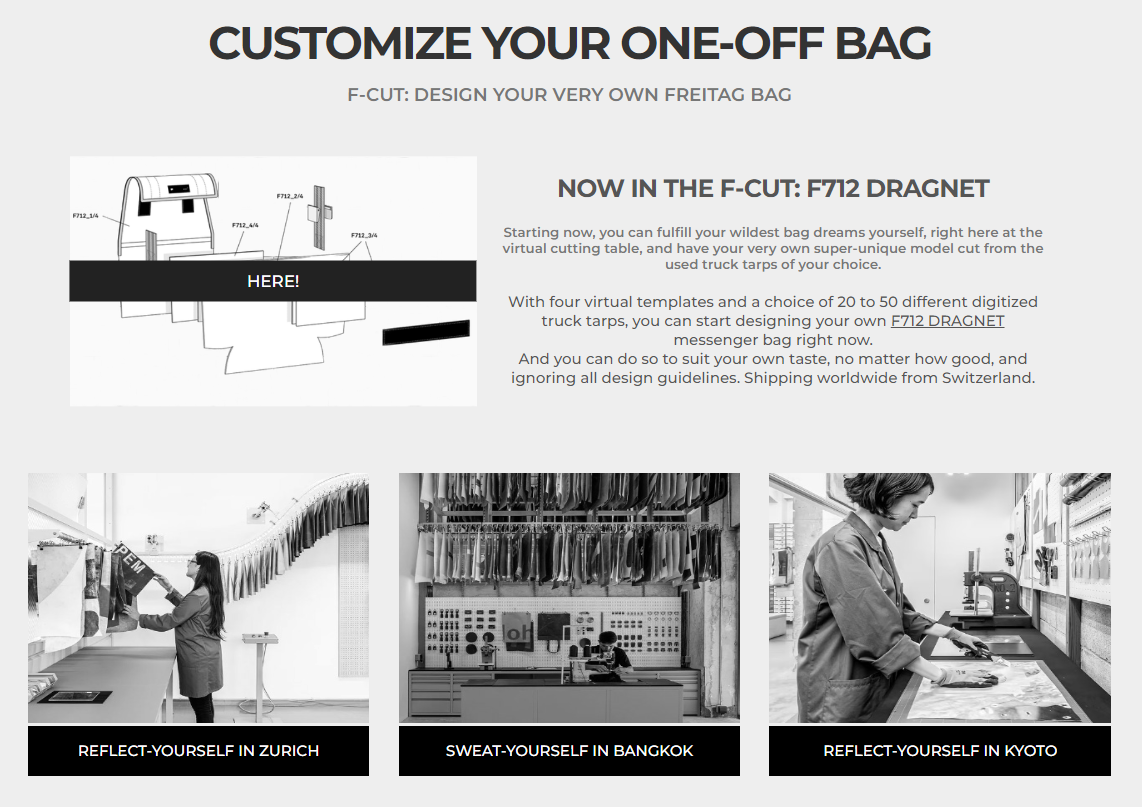 CUSTOMIZE YOUR ONE-OFF BAG
F-CUT: DESIGN YOUR VERY OWN FREITAG BAG
F712_1/4
F712_2/4
F712_4/4
F712_3/4
HERE!
NOW IN THE F-CUT: F712 DRAGNET
Starting now, you can fulfill your wildest bag dreams yourself, right here at the
virtual cutting table, and have your very own super-unique model cut from the
used truck tarps of your choice.
With four virtual templates and a choice of 20 to 50 different digitized
truck tarps, you can start designing your own F712 DRAGNET
messenger bag right now.
And you can do so to suit your own taste, no matter how good, and
ignoring all design guidelines. Shipping worldwide from Switzerland.
PEM
REFLECT-YOURSELF IN ZURICH
SWEAT-YOURSELF IN BANGKOK
REFLECT-YOURSELF IN KYOTO